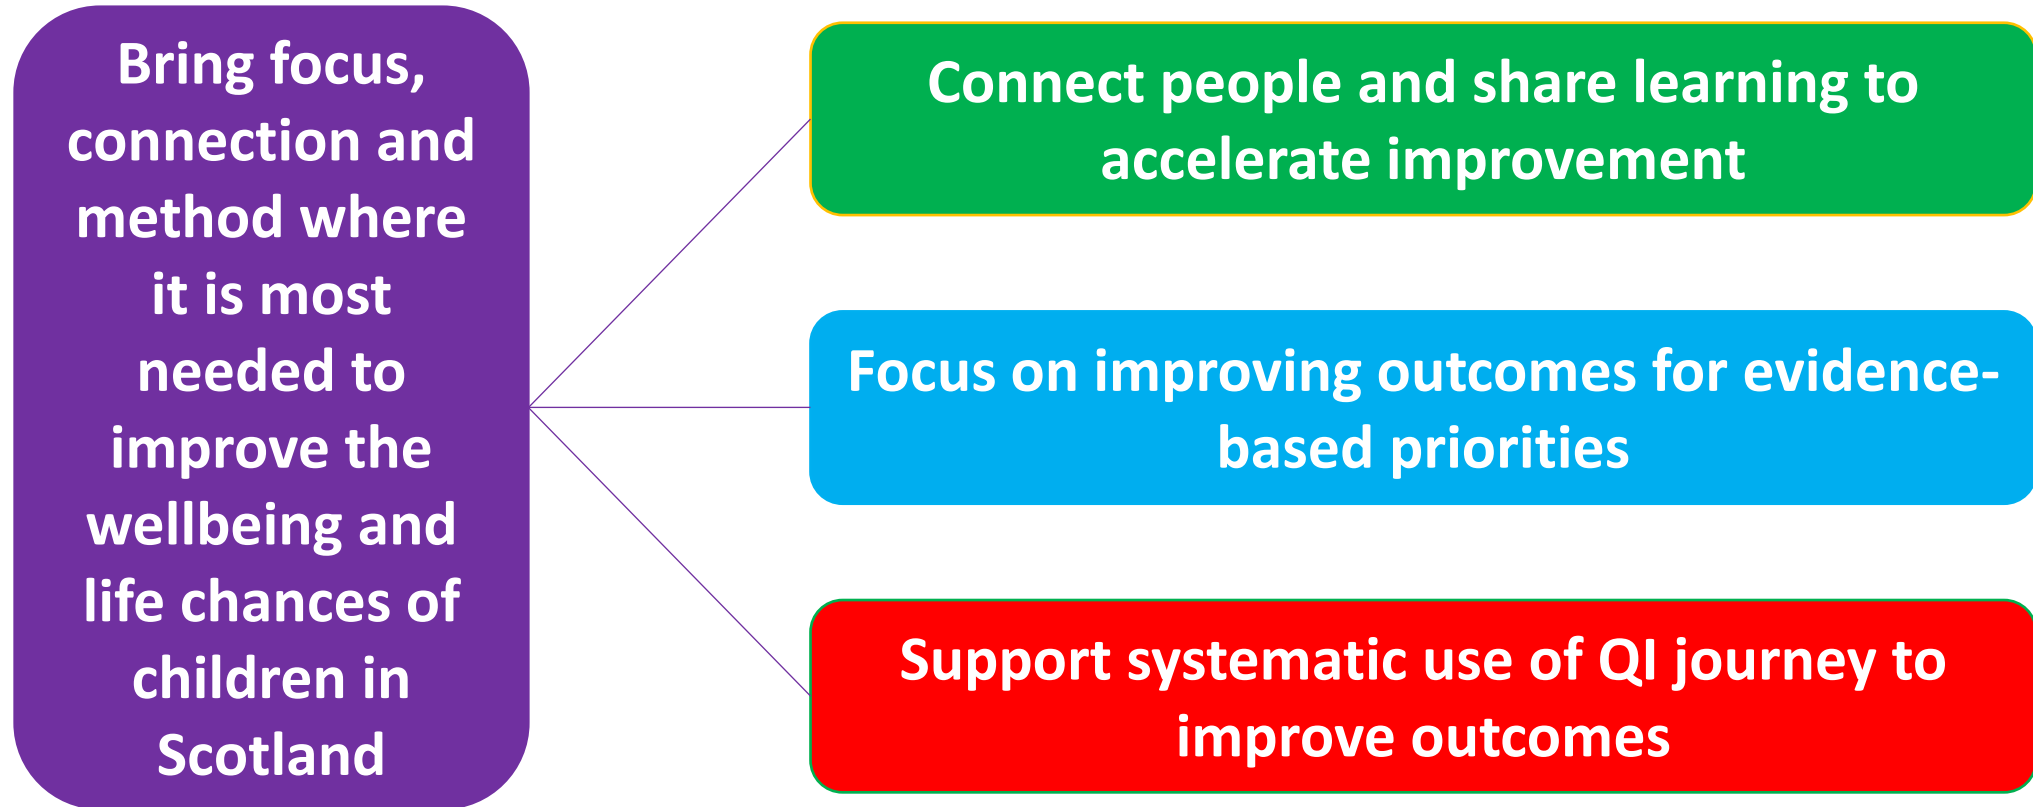 Bring focus,
connection and
method where
it is most
needed to
improve the
wellbeing and
life chances of
children in
Scotland
Connect people and share learning to
accelerate improvement
Focus on improving outcomes for evidence-
based priorities
Support systematic use of QI journey to
improve outcomes